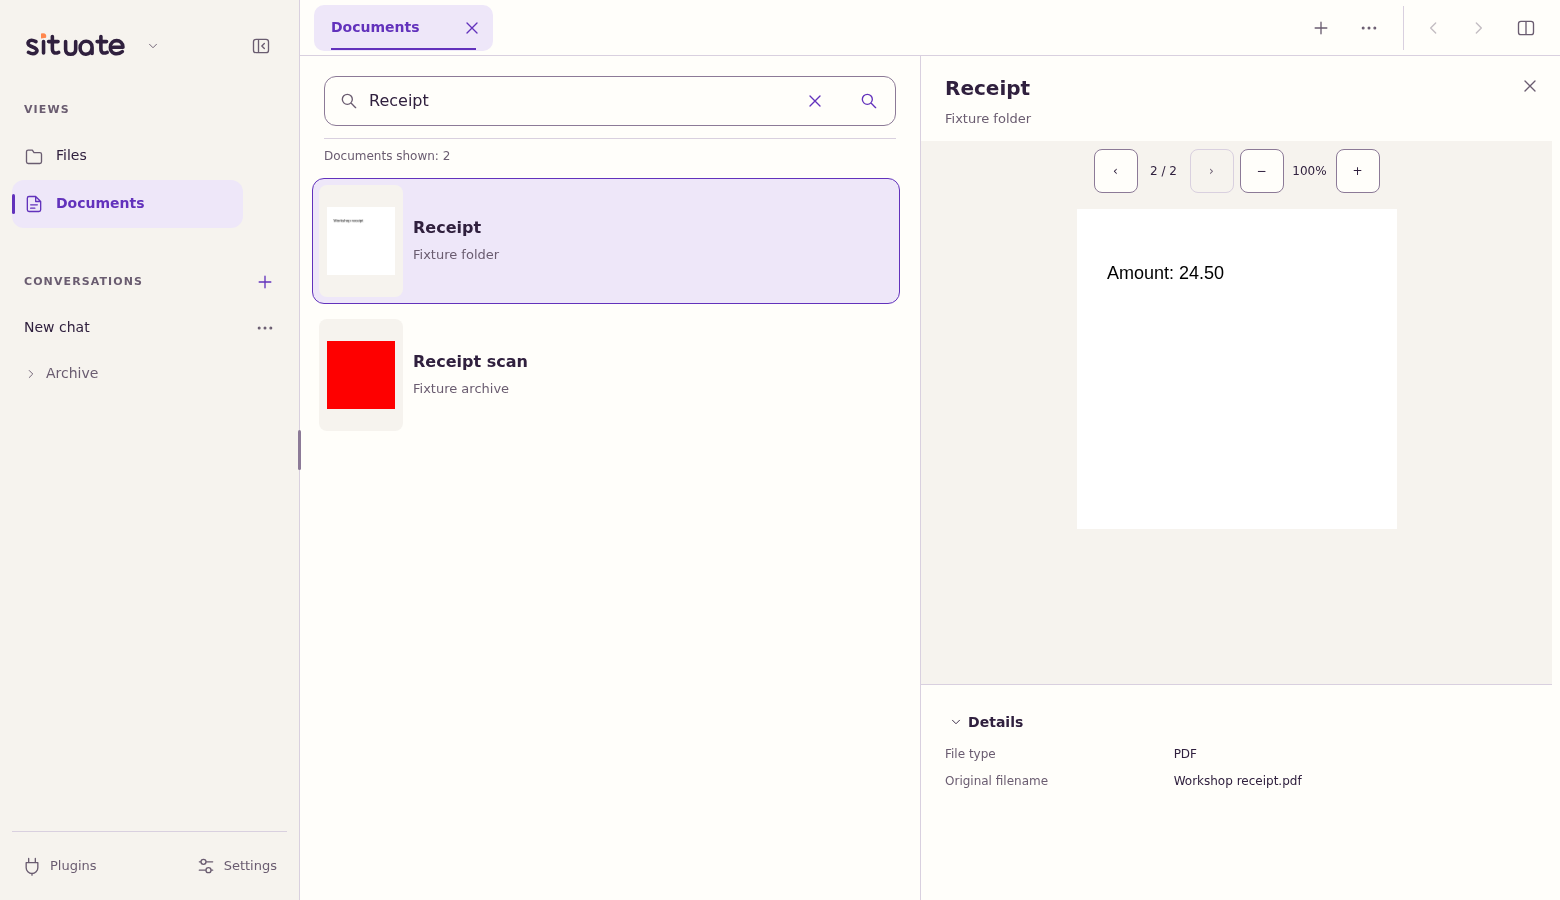 situate
VIEWS
Files
Documents
CONVERSATIONS
New chat
Archive
Plugins
Settings
Documents
Receipt
Documents shown: 2
Workshop receipt
Receipt
Fixture folder
Receipt scan
Fixture archive
Receipt
Fixture folder
2 / 2
100%
Amount: 24.50
Details
File type PDF
Original filename Workshop receipt.pdf